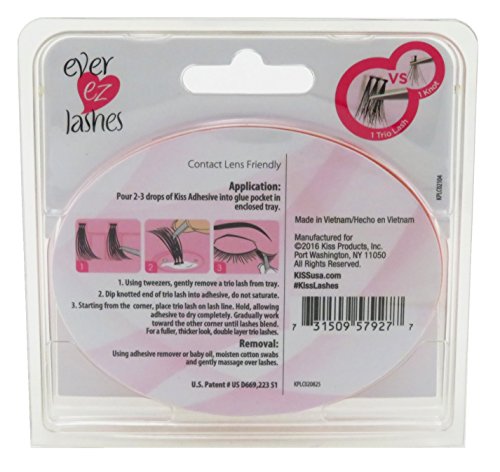 ever
ez
lashes
VS
1 Knot
1 Trio Lash
KPLC02104
Contact Lens Friendly
Application:
Pour 2-3 drops of Kiss Adhesive into glue pocket in
enclosed tray.
1
2
3
1. Using tweezers, gently remove a trio lash from tray.
2. Dip knotted end of trio lash into adhesive, do not saturate.
3. Starting from the corner, place trio lash on lash line. Hold, allowing
adhesive to dry completely. Gradually work
toward the other corner until lashes blend.
For a fuller, thicker look, double layer trio lashes.
Removal:
Using adhesive remover or baby oil, moisten cotton swabs
and gently massage over lashes.
U.S. Patent # US D669,223 S1
KPLC020825
Made in Vietnam/Hecho en Vietnam
Manufactured for
©2016 Kiss Products, Inc.
Port Washington, NY 11050
All Rights Reserved.
KISSusa.com
#KissLashes
7 31509 57927 7